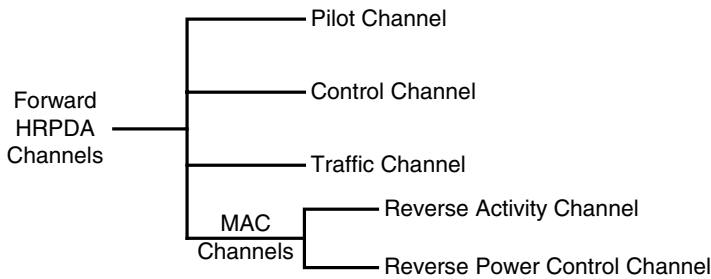 Forward
HRPDA
Channels
Pilot Channel
Control Channel
Traffic Channel
MAC
Channels
Reverse Activity Channel
Reverse Power Control Channel